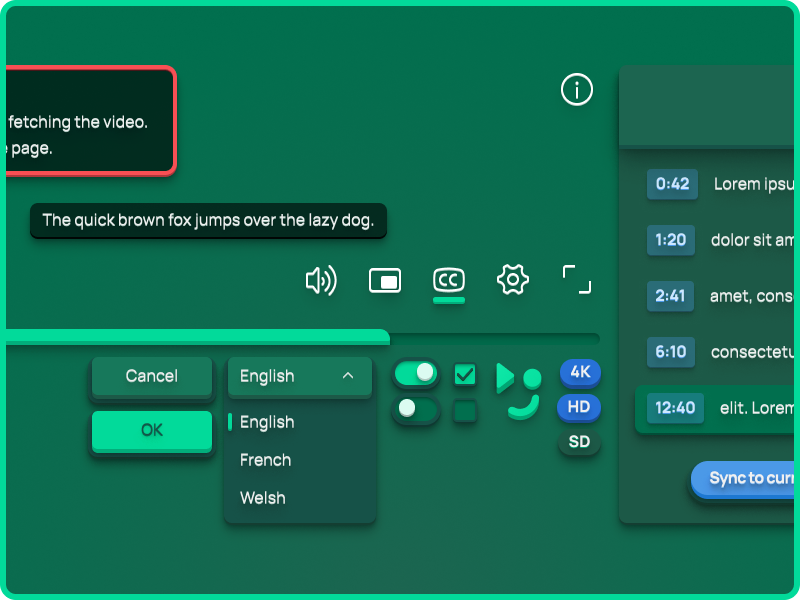 fetching the video.
page.
The quick brown fox jumps over the lazy dog.
CC
Cancel
OK
English
English
French
Welsh
4K
HD
SD
0:42 Lorem ipsu
1:20 dolor sit am
2:41 amet, cons
6:10 consectetu
12:40 elit. Lorem
Sync to curr